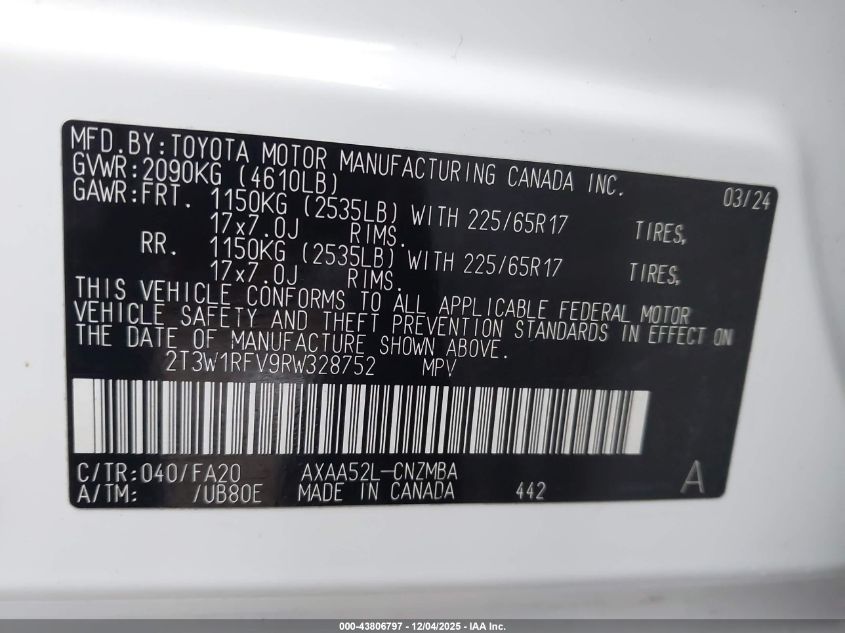 MFD.BY:TOYOTA MOTOR MANUFACTURING CANADA INC. 03/24
GVWR:2090KG (4610LB)
GAWR:FRT. 1150KG (2535LB) WITH 225/65R17 TIRES,
17x7.0J RIMS.
RR. 1150KG (2535LB) WITH 225/65R17 TIRES,
17x7.0J RIMS.
THIS VEHICLE CONFORMS TO ALL APPLICABLE FEDERAL MOTOR
VEHICLE SAFETY AND THEFT PREVENTION STANDARDS IN EFFECT ON
THE DATE OF MANUFACTURE SHOWN ABOVE.
2T3W1RFV9RW328752 MPV
C/TR:040/FA20 AXAA52L-CNZMBA A
A/TM: /UB80E MADE IN CANADA 442
000-43806797 - 12/04/2025 - IAA Inc.